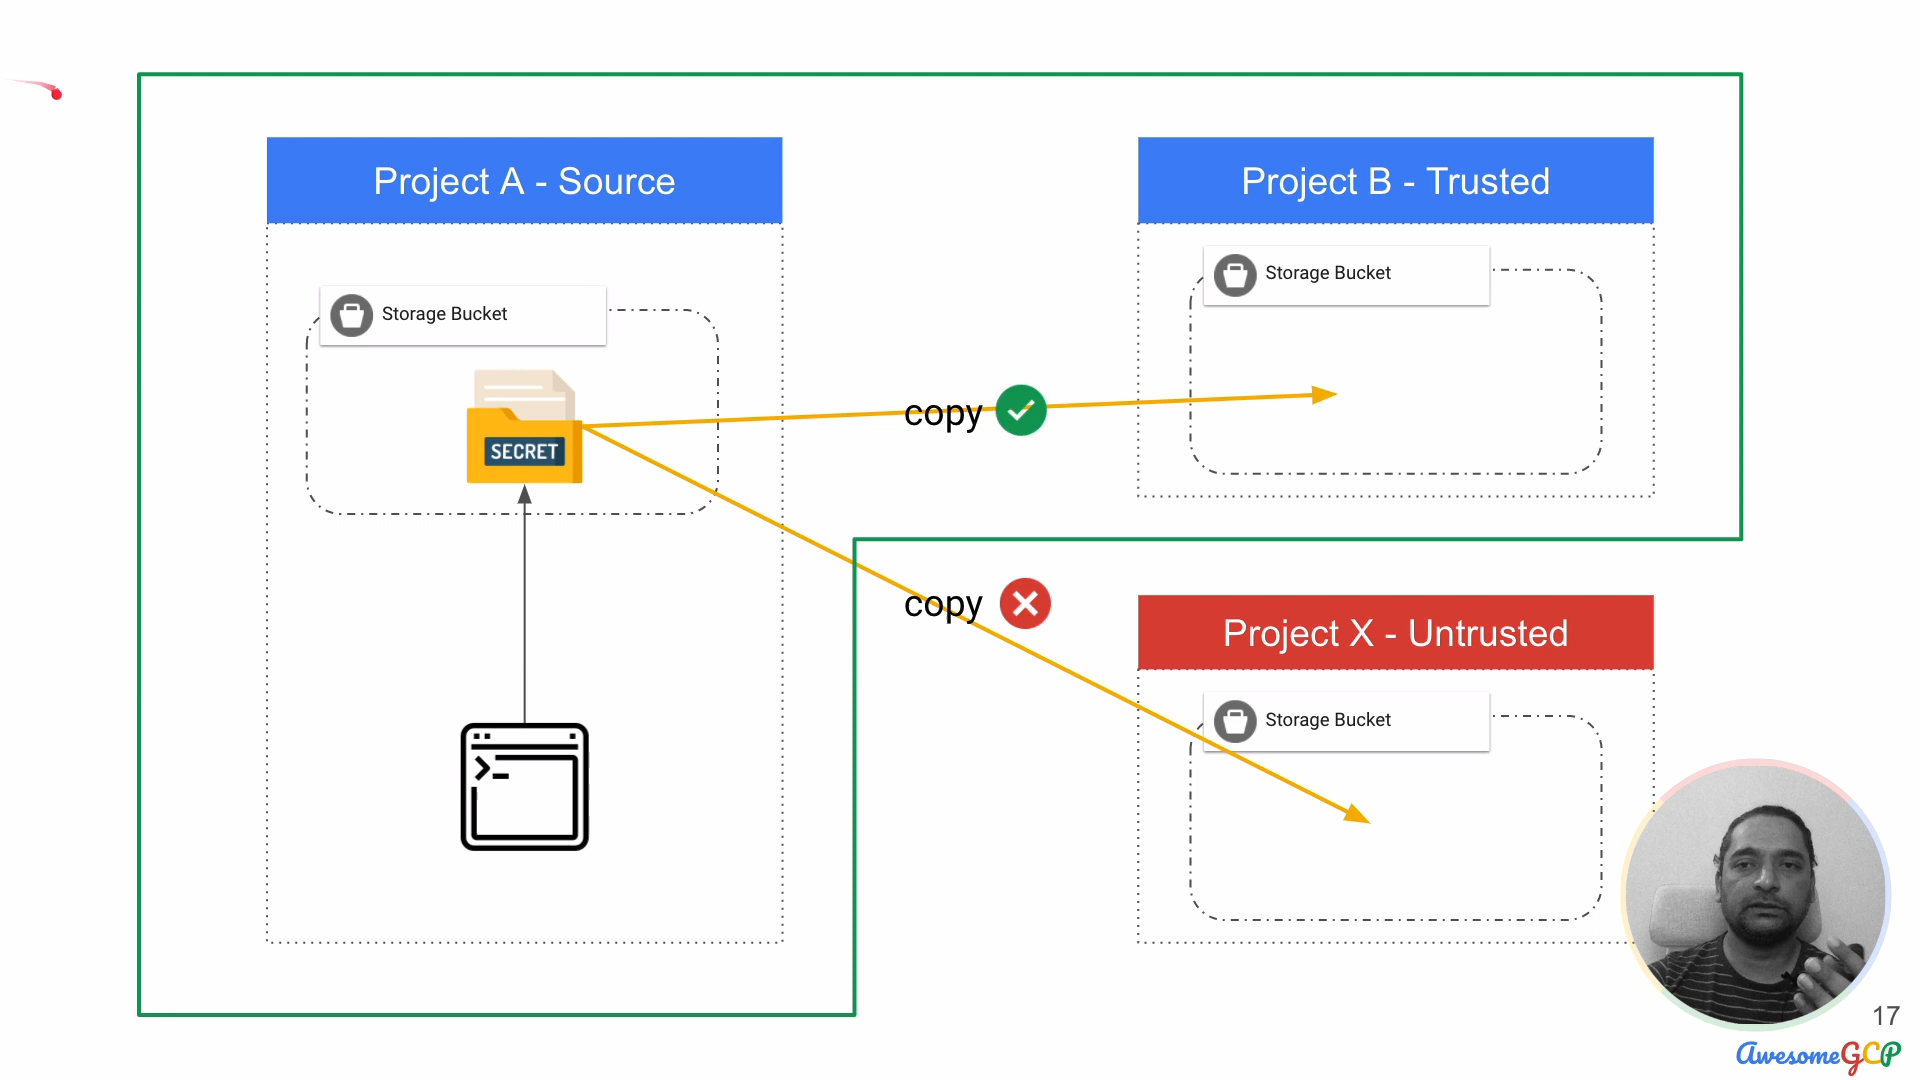 Project A - Source
Project B - Trusted
Storage Bucket
Storage Bucket
copy
SECRET
copy
Project X - Untrusted
Storage Bucket
>_
17
AwesomeGCP